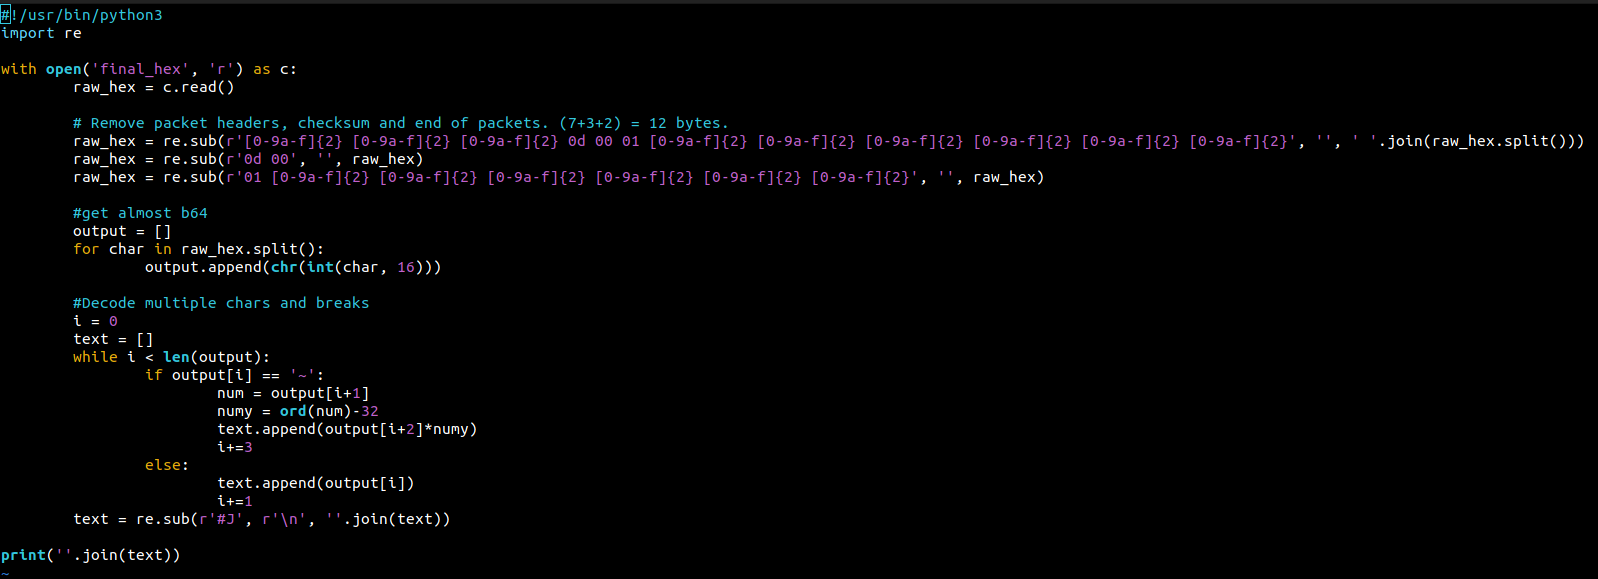 #!/usr/bin/python3
import re

with open('final_hex', 'r') as c:
        raw_hex = c.read()

        # Remove packet headers, checksum and end of packets. (7+3+2) = 12 bytes.
        raw_hex = re.sub(r'[0-9a-f]{2} [0-9a-f]{2} [0-9a-f]{2} 0d 00 01 [0-9a-f]{2} [0-9a-f]{2} [0-9a-f]{2} [0-9a-f]{2} [0-9a-f]{2} [0-9a-f]{2}', '', ' '.join(raw_hex.split()))
        raw_hex = re.sub(r'0d 00', '', raw_hex)
        raw_hex = re.sub(r'01 [0-9a-f]{2} [0-9a-f]{2} [0-9a-f]{2} [0-9a-f]{2} [0-9a-f]{2} [0-9a-f]{2}', '', raw_hex)

        #get almost b64
        output = []
        for char in raw_hex.split():
                output.append(chr(int(char, 16)))

        #Decode multiple chars and breaks
        i = 0
        text = []
        while i < len(output):
                if output[i] == '~':
                        num = output[i+1]
                        numy = ord(num)-32
                        text.append(output[i+2]*numy)
                        i+=3
                else:
                        text.append(output[i])
                        i+=1
        text = re.sub(r'#J', r'\n', ''.join(text))

print(''.join(text))
~